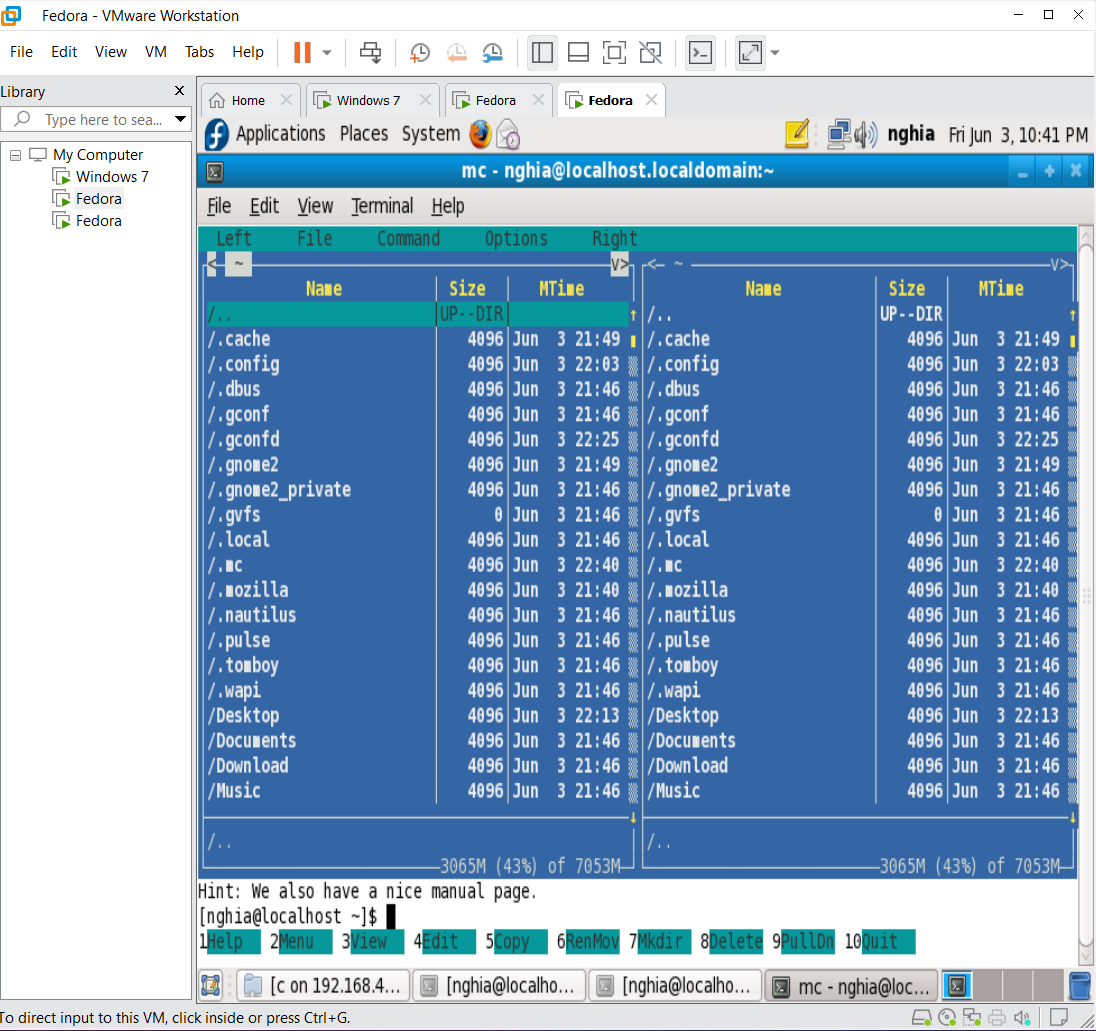 Fedora - VMware Workstation
File Edit View VM Tabs Help
Library
Type here to sea...
My Computer
Windows 7
Fedora
Fedora
Home Windows 7 Fedora Fedora
Applications Places System nghia Fri Jun 3, 10:41 PM
mc - nghia@localhost.localdomain:~
File Edit View Terminal Help
Left File Command Options Right
<- ~ v> <- ~ v>
Name Size MTime Name Size MTime
/.. UP--DIR /.. UP--DIR
/.cache 4096 Jun 3 21:49 /.cache 4096 Jun 3 21:49
/.config 4096 Jun 3 22:03 /.config 4096 Jun 3 22:03
/.dbus 4096 Jun 3 21:46 /.dbus 4096 Jun 3 21:46
/.gconf 4096 Jun 3 21:46 /.gconf 4096 Jun 3 21:46
/.gconfd 4096 Jun 3 22:25 /.gconfd 4096 Jun 3 22:25
/.gnome2 4096 Jun 3 21:49 /.gnome2 4096 Jun 3 21:49
/.gnome2_private 4096 Jun 3 21:46 /.gnome2_private 4096 Jun 3 21:46
/.gvfs 0 Jun 3 21:46 /.gvfs 0 Jun 3 21:46
/.local 4096 Jun 3 21:46 /.local 4096 Jun 3 21:46
/.mc 4096 Jun 3 22:40 /.mc 4096 Jun 3 22:40
/.mozilla 4096 Jun 3 21:40 /.mozilla 4096 Jun 3 21:40
/.nautilus 4096 Jun 3 21:46 /.nautilus 4096 Jun 3 21:46
/.pulse 4096 Jun 3 21:46 /.pulse 4096 Jun 3 21:46
/.tomboy 4096 Jun 3 21:46 /.tomboy 4096 Jun 3 21:46
/.wapi 4096 Jun 3 21:46 /.wapi 4096 Jun 3 21:46
/Desktop 4096 Jun 3 22:13 /Desktop 4096 Jun 3 22:13
/Documents 4096 Jun 3 21:46 /Documents 4096 Jun 3 21:46
/Download 4096 Jun 3 21:46 /Download 4096 Jun 3 21:46
/Music 4096 Jun 3 21:46 /Music 4096 Jun 3 21:46
/.. /..
3065M (43%) of 7053M 3065M (43%) of 7053M
Hint: We also have a nice manual page.
[nghia@localhost ~]$
1Help 2Menu 3View 4Edit 5Copy 6RenMov 7Mkdir 8Delete 9PullDn 10Quit
[c on 192.168.4... [nghia@localho... [nghia@localho... mc - nghia@loc...
To direct input to this VM, click inside or press Ctrl+G.